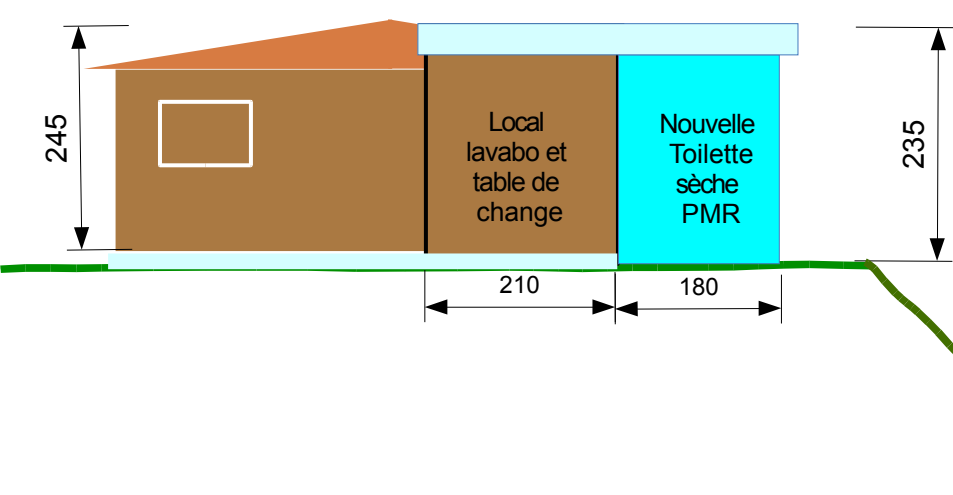 245
Local
lavabo et
table de
change
Nouvelle
Toilette
sèche
PMR
235
210
180